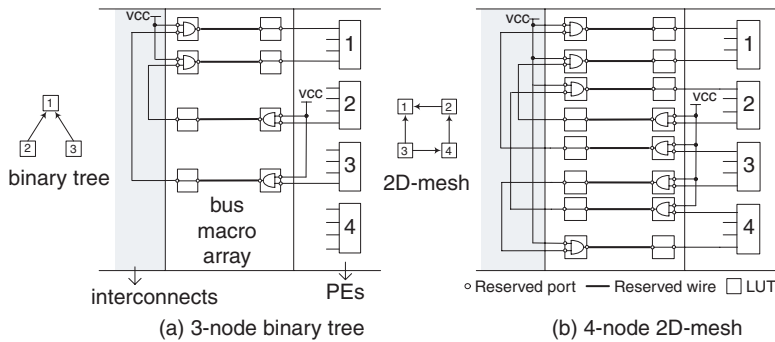 vcc
1
2
3
binary tree
1
2
3
4
vcc
bus
macro
array
interconnects
PEs
(a) 3-node binary tree
vcc
1
2
3
4
2D-mesh
1
2
3
4
vcc
Reserved port
Reserved wire
LUT
(b) 4-node 2D-mesh